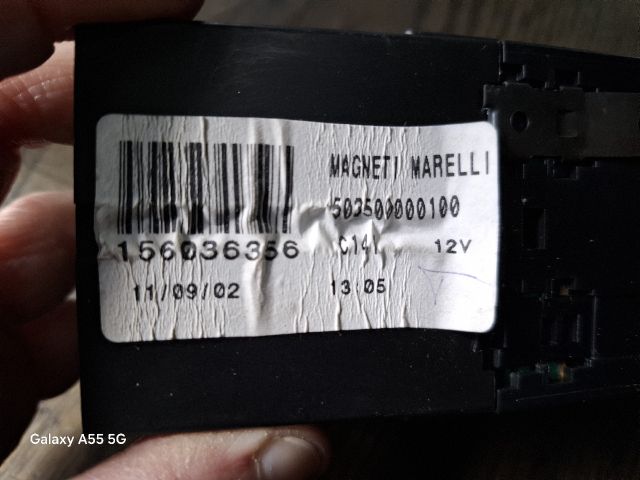 MAGNETI MARELLI
503500000100
156036356
C141 12V
11/09/02 13:05
Galaxy A55 5G